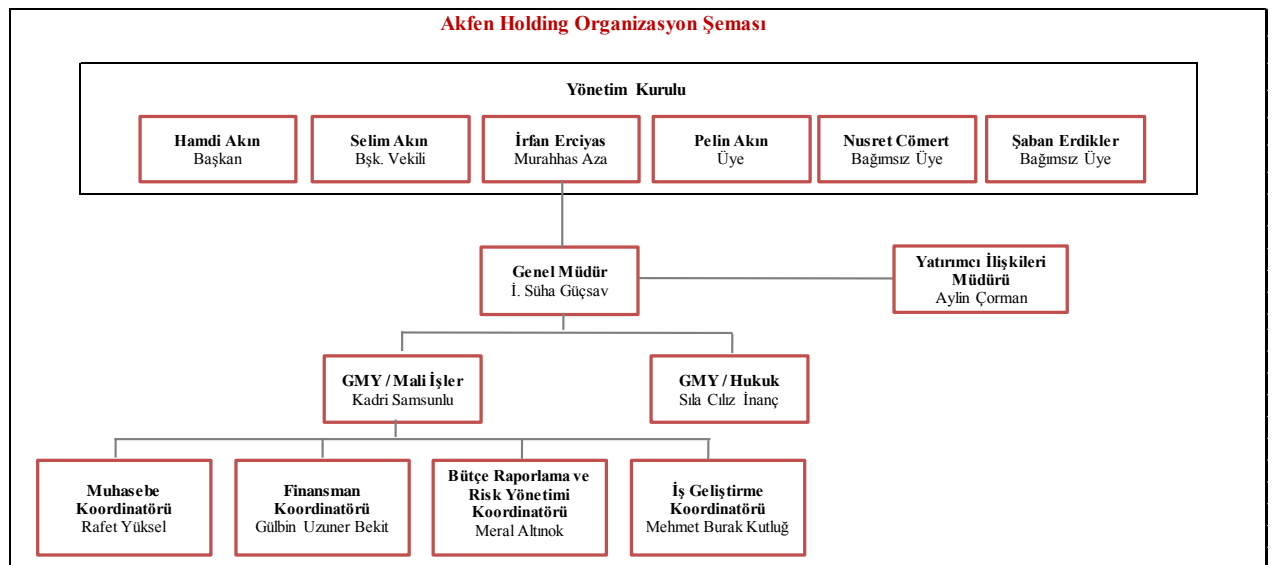 Akfen Holding Organizasyon Şeması
Yönetim Kurulu
Hamdi Akın
Başkan
Selim Akın
Bşk. Vekili
İrfan Erciyas
Murahhas Aza
Pelin Akın
Üye
Nusret Cömert
Bağımsız Üye
Şaban Erdikler
Bağımsız Üye
Genel Müdür
İ. Süha Güçsav
Yatırımcı İlişkileri
Müdürü
Aylin Çorman
GMY / Mali İşler
Kadri Samsunlu
GMY / Hukuk
Sıla Cılız İnanç
Muhasebe
Koordinatörü
Rafet Yüksel
Finansman
Koordinatörü
Gülbin Uzuner Bekit
Bütçe Raporlama ve
Risk Yönetimi
Koordinatörü
Meral Altınok
İş Geliştirme
Koordinatörü
Mehmet Burak Kutluğ